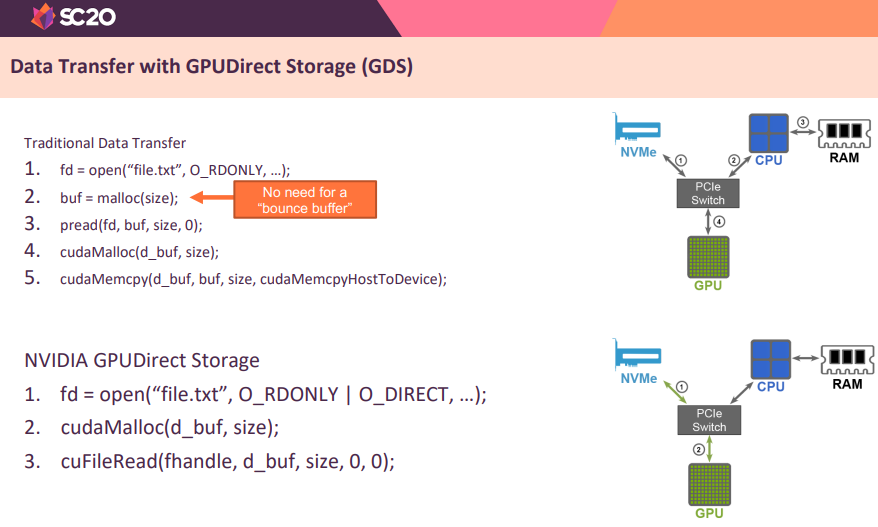 SC20
Data Transfer with GPUDirect Storage (GDS)
Traditional Data Transfer
1. fd = open(“file.txt”, O_RDONLY, …);
2. buf = malloc(size);
No need for a
“bounce buffer”
3. pread(fd, buf, size, 0);
4. cudaMalloc(d_buf, size);
5. cudaMemcpy(d_buf, buf, size, cudaMemcpyHostToDevice);
NVMe
1
2
CPU
3
RAM
PCIe
Switch
4
GPU
NVIDIA GPUDirect Storage
1. fd = open(“file.txt”, O_RDONLY | O_DIRECT, …);
2. cudaMalloc(d_buf, size);
3. cuFileRead(fhandle, d_buf, size, 0, 0);
NVMe
1
CPU
RAM
PCIe
Switch
2
GPU